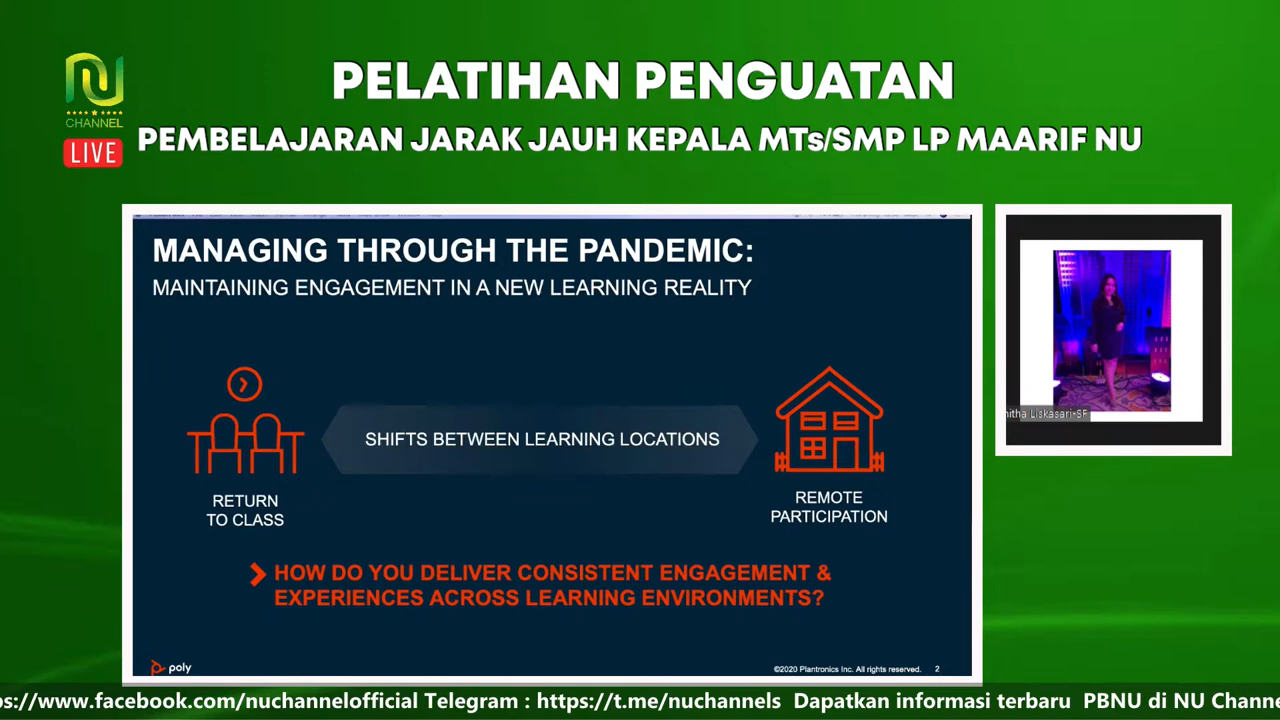 PELATIHAN PENGUATAN
PEMBELAJARAN JARAK JAUH KEPALA MTs/SMP LP MAARIF NU
NU
CHANNEL
LIVE
MANAGING THROUGH THE PANDEMIC:
MAINTAINING ENGAGEMENT IN A NEW LEARNING REALITY
SHIFTS BETWEEN LEARNING LOCATIONS
RETURN
TO CLASS
REMOTE
PARTICIPATION
HOW DO YOU DELIVER CONSISTENT ENGAGEMENT &
EXPERIENCES ACROSS LEARNING ENVIRONMENTS?
poly
©2020 Plantronics Inc. All rights reserved. 2
Liskasari-SF
ps://www.facebook.com/nuchannelofficial Telegram : https://t.me/nuchannels Dapatkan informasi terbaru PBNU di NU Channe